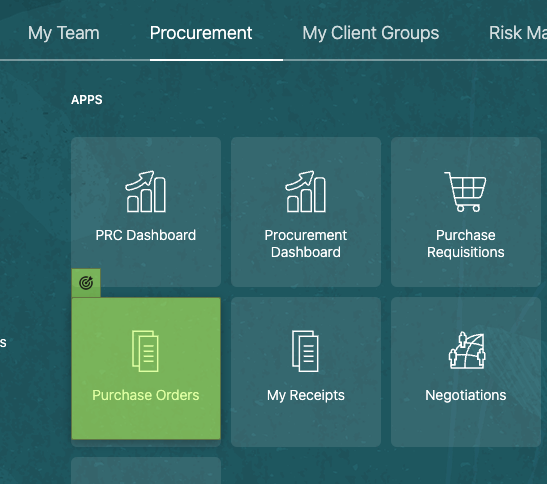 My Team
Procurement
My Client Groups
Risk Ma
APPS
PRC Dashboard
Procurement
Dashboard
Purchase
Requisitions
s
Purchase Orders
My Receipts
Negotiations